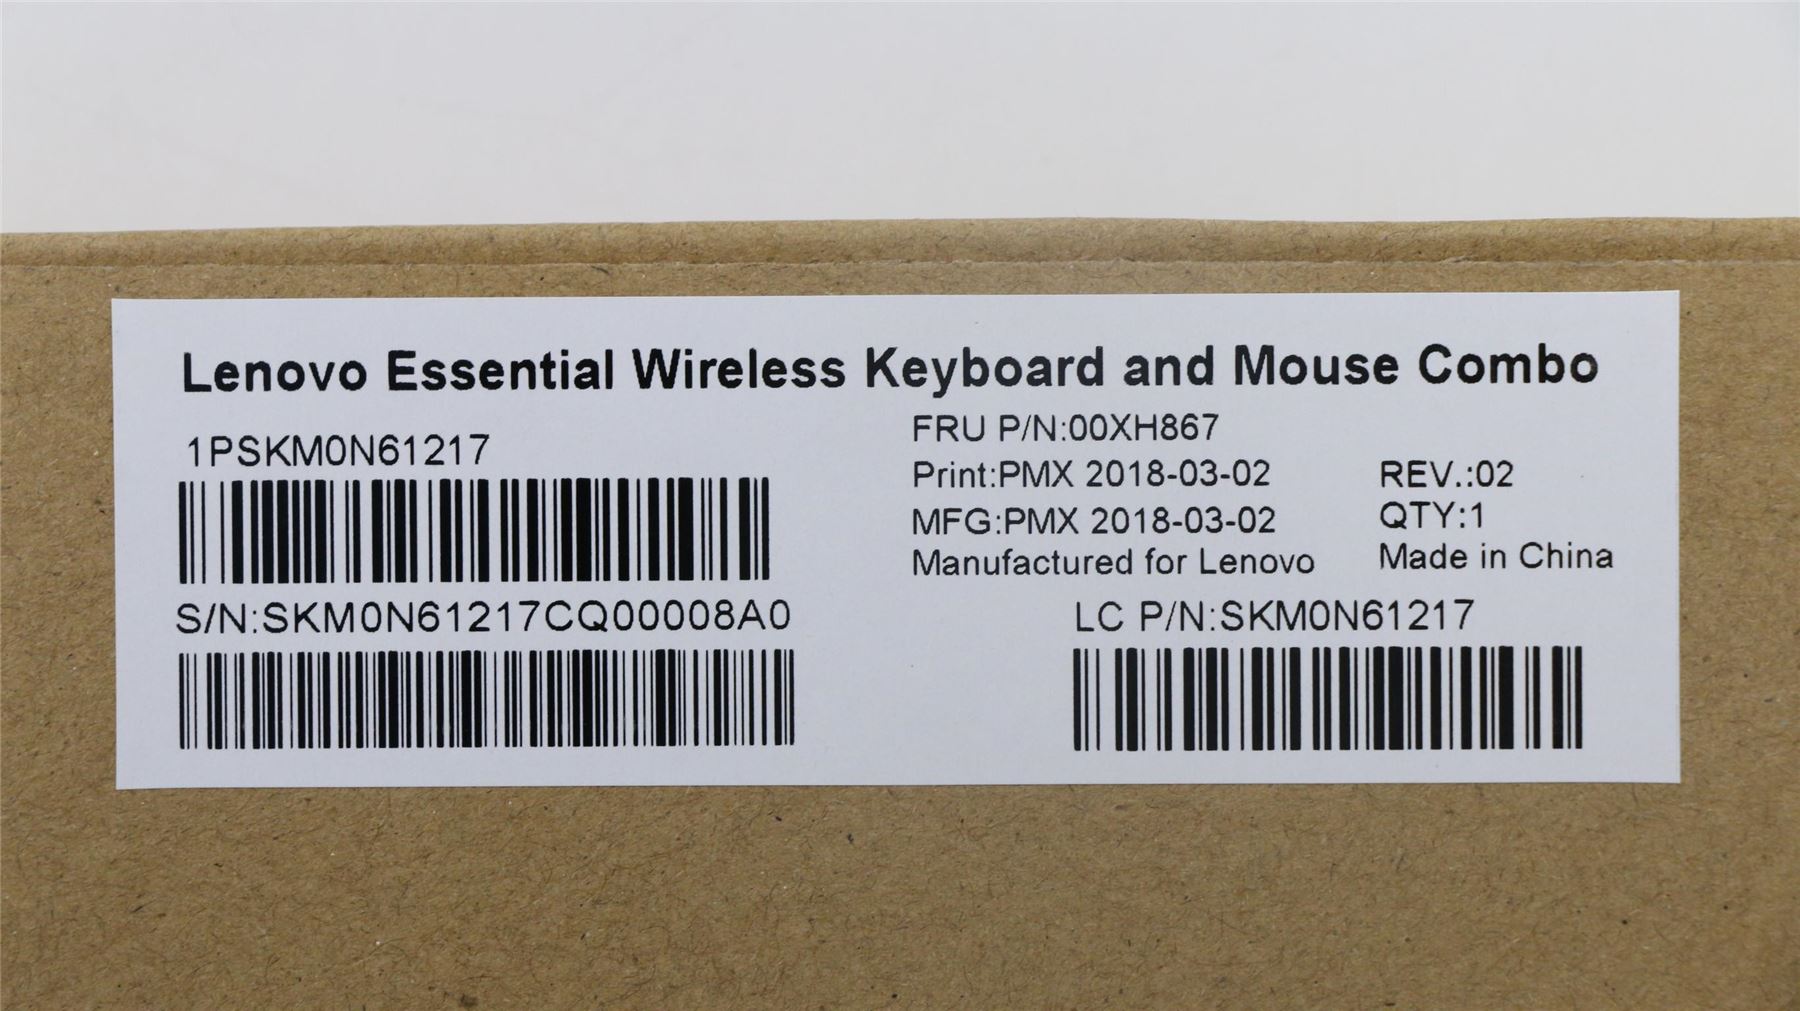 Lenovo Essential Wireless Keyboard and Mouse Combo
1PSKM0N61217
S/N:SKM0N61217CQ00008A0
FRU P/N:00XH867
Print:PMX 2018-03-02
REV.:02
MFG:PMX 2018-03-02
QTY:1
Manufactured for Lenovo
Made in China
LC P/N:SKM0N61217